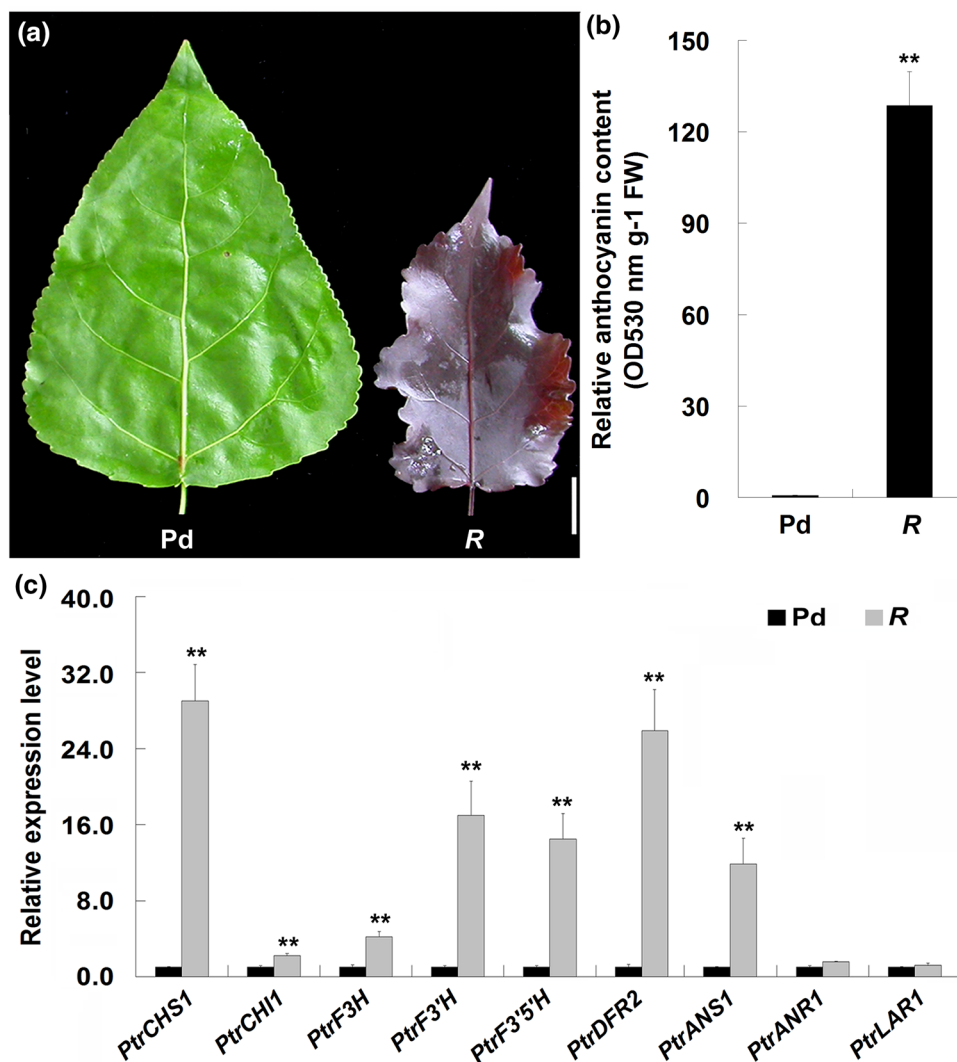 (a)
Pd
R
(b)
Relative anthocyanin content
(OD530 nm g-1 FW)
150
120
90
60
30
0
**
Pd
R
(c)
Relative expression level
40.0
32.0
24.0
16.0
8.0
0.0
Pd
R
**
**
**
**
**
**
**
PtrCHS1
PtrCHI1
PtrF3H
PtrF3'H
PtrF3'5'H
PtrDFR2
PtrANS1
PtrANR1
PtrLAR1